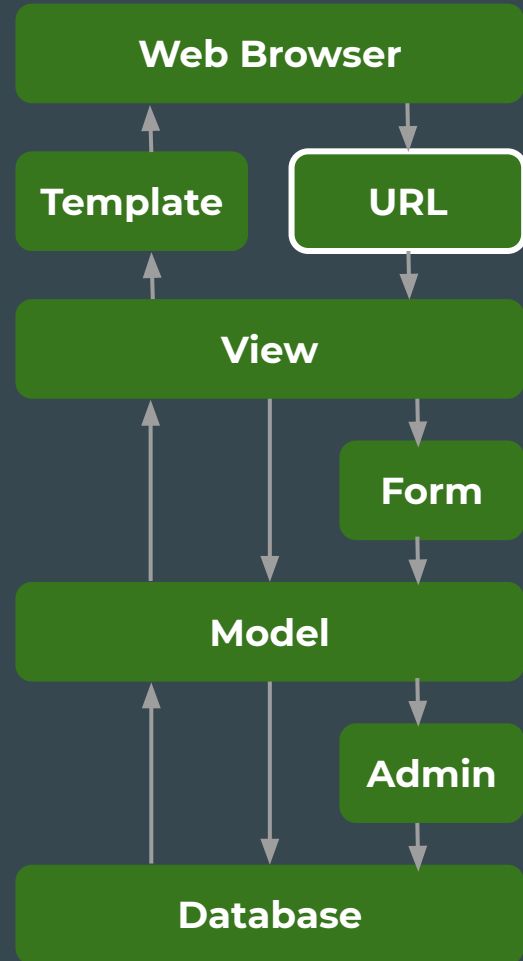 Web Browser
Template
URL
View
Form
Model
Admin
Database